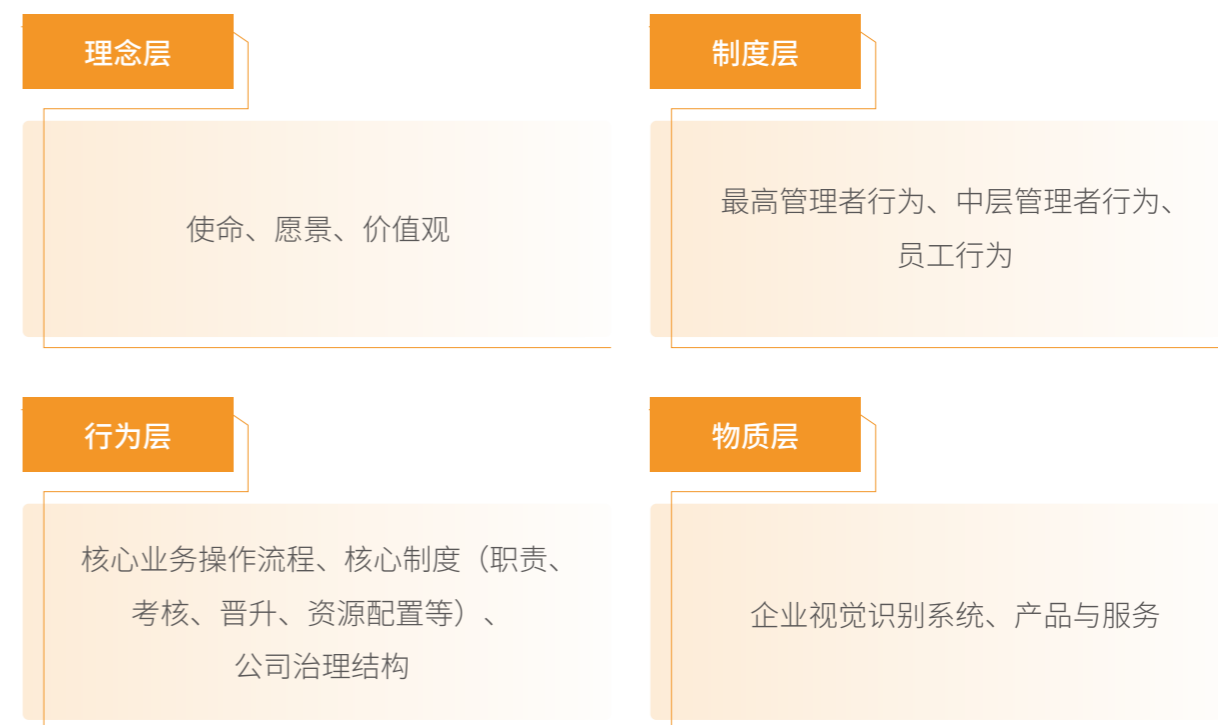 理念层
使命、愿景、价值观
制度层
最高管理者行为、中层管理者行为、
员工行为
行为层
核心业务操作流程、核心制度（职责、
考核、晋升、资源配置等）、
公司治理结构
物质层
企业视觉识别系统、产品与服务